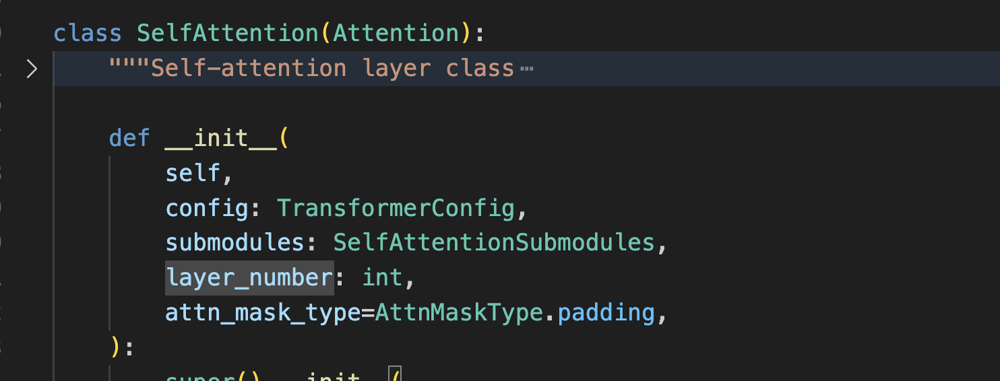 class SelfAttention(Attention):
"""Self-attention layer class…
def __init__(
self,
config: TransformerConfig,
submodules: SelfAttentionSubmodules,
layer_number: int,
attn_mask_type=AttnMaskType.padding,
):
super().__init__(